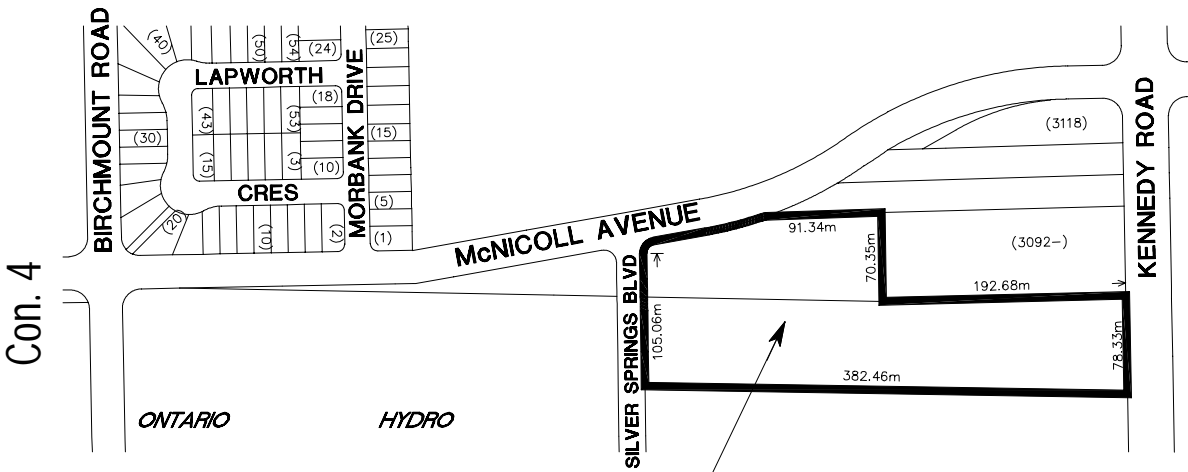 BIRCHMOUNT ROAD
(40)
(50)
(54)
(24)
(25)
LAPWORTH
(18)
(43)
(53)
(15)
(30)
(15)
(3)
(10)
CRES
(5)
(20)
(10)
(2)
(1)
MORBANK DRIVE
McNICOLL AVENUE
(3118)
KENNEDY ROAD
(3092-)
91.34m
70.35m
192.68m
Con. 4
SILVER SPRINGS BLVD
105.06m
78.33m
382.46m
ONTARIO HYDRO